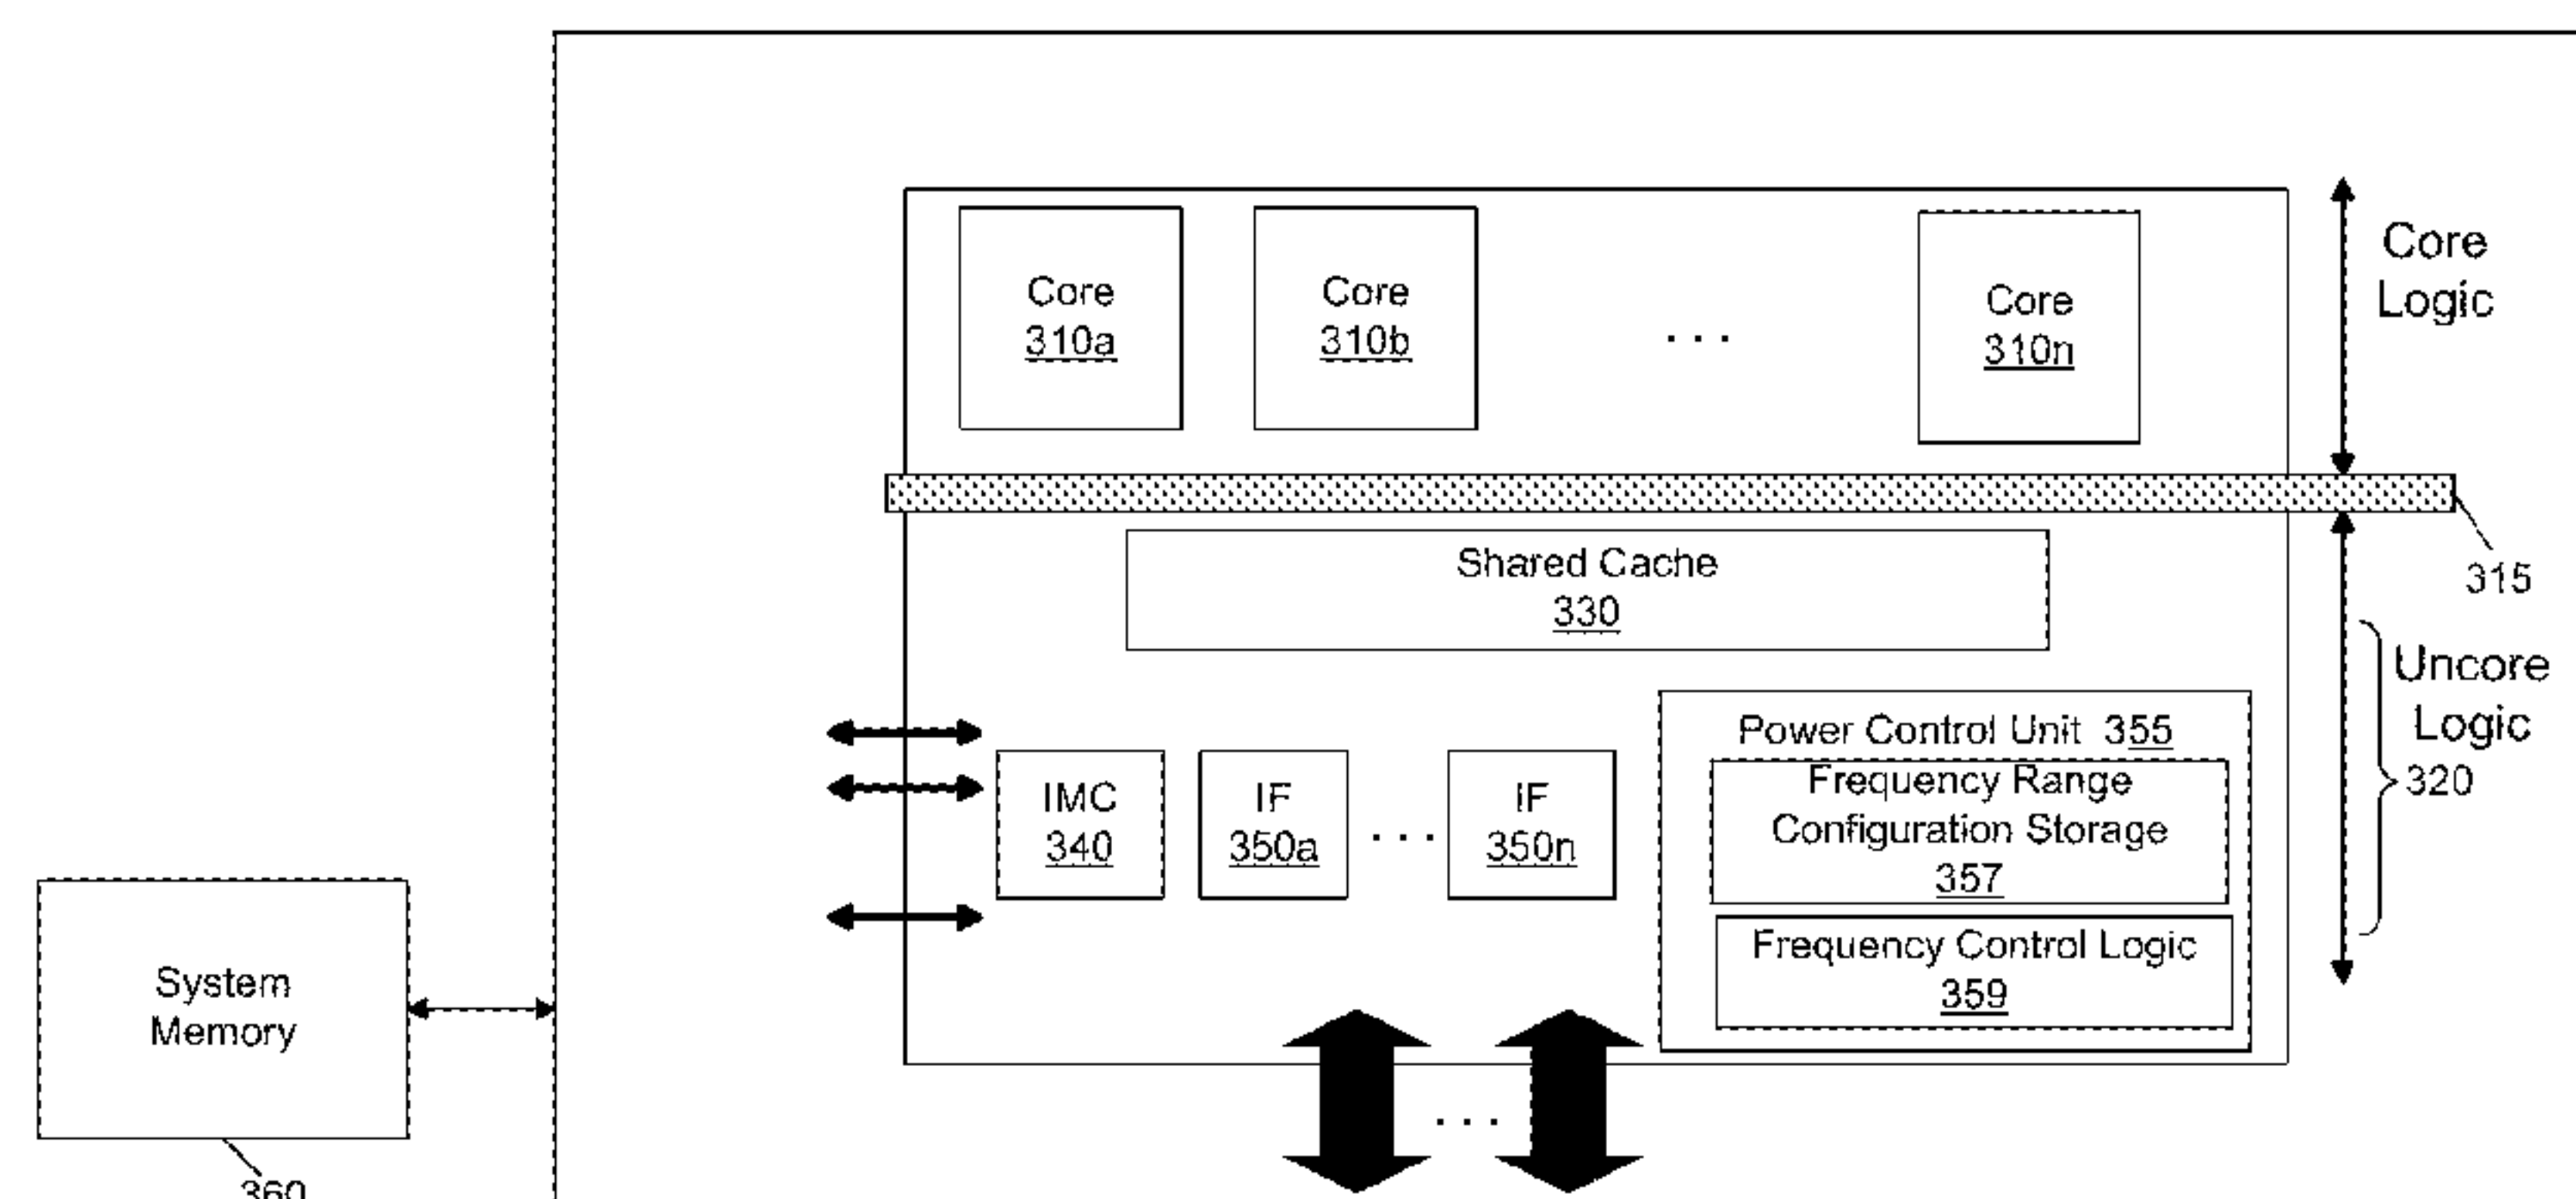 Core
Logic
Core
310a
Core
310b
. . .
Core
310n
315
Shared Cache
330
Uncore
Logic
320
Power Control Unit 355
Frequency Range
Configuration Storage
357
Frequency Control Logic
359
IMC
340
IF
350a
. . .
IF
350n
System
Memory
. . .
360